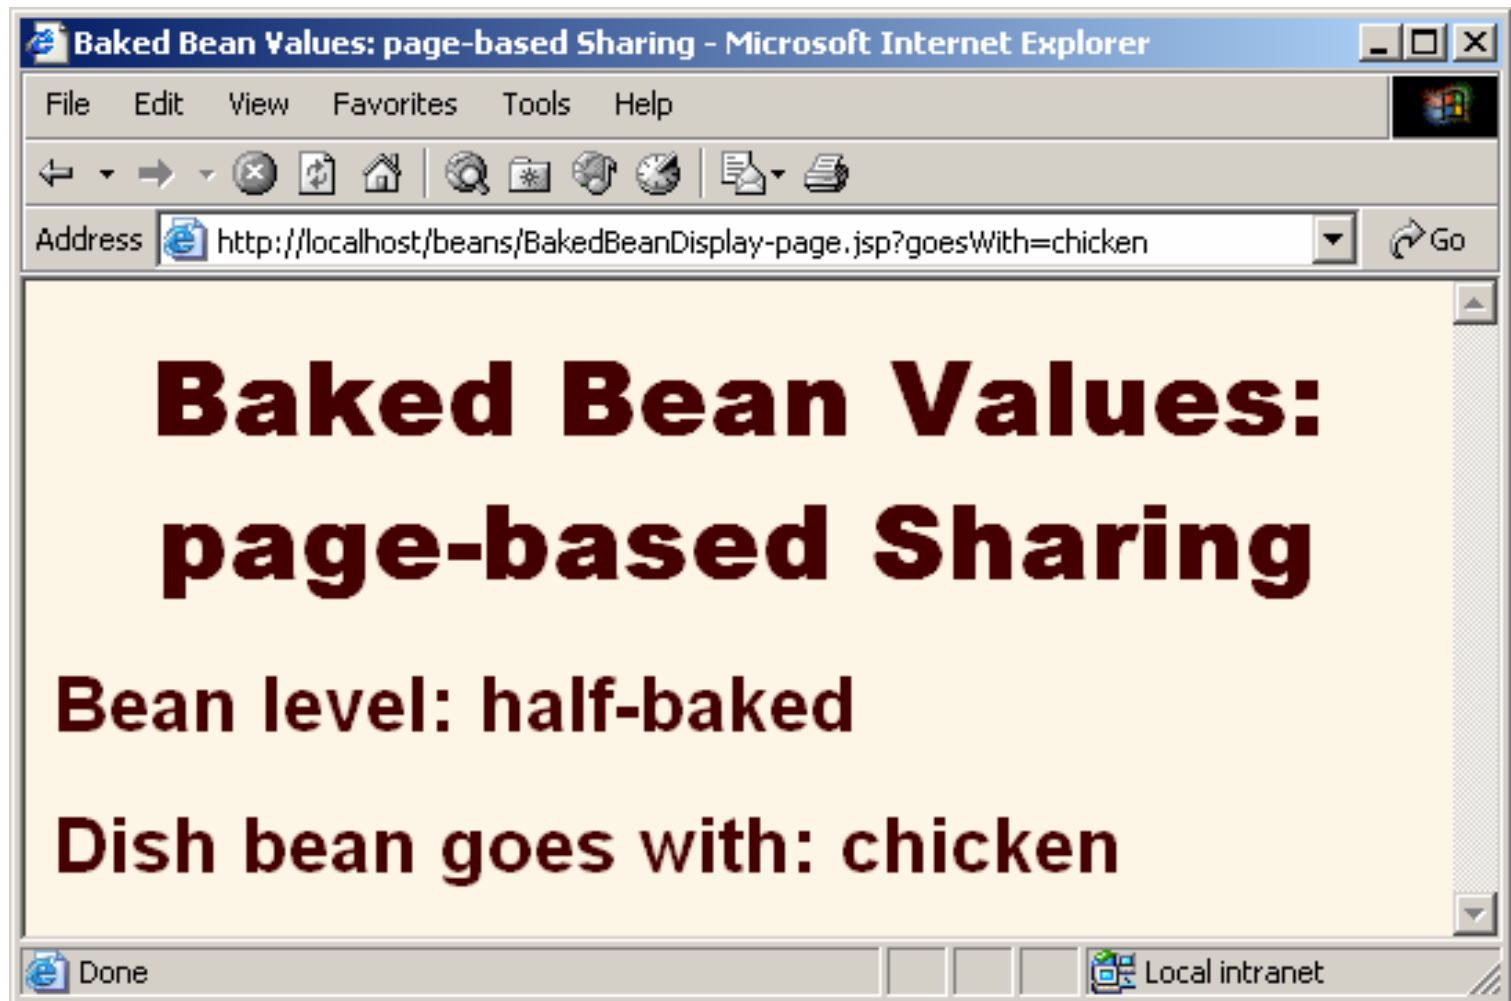 Baked Bean Values: page-based Sharing - Microsoft Internet Explorer
File Edit View Favorites Tools Help
Address http://localhost/beans/BakedBeanDisplay-page.jsp?goesWith=chicken Go
Baked Bean Values:
page-based Sharing
Bean level: half-baked
Dish bean goes with: chicken
Done Local intranet